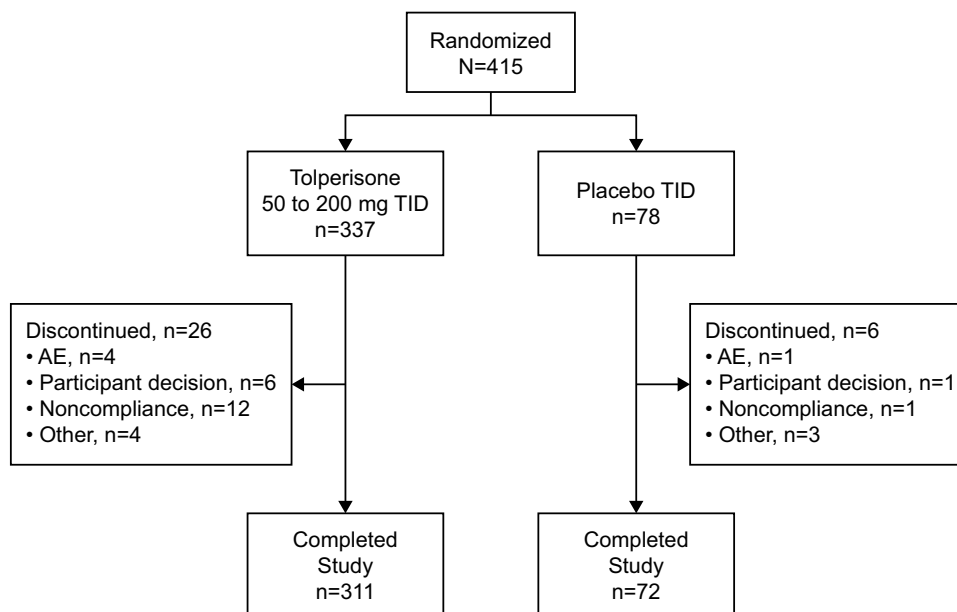 Randomized
N=415
Tolperisone
50 to 200 mg TID
n=337
Placebo TID
n=78
Discontinued, n=26
• AE, n=4
• Participant decision, n=6
• Noncompliance, n=12
• Other, n=4
Discontinued, n=6
• AE, n=1
• Participant decision, n=1
• Noncompliance, n=1
• Other, n=3
Completed
Study
n=311
Completed
Study
n=72